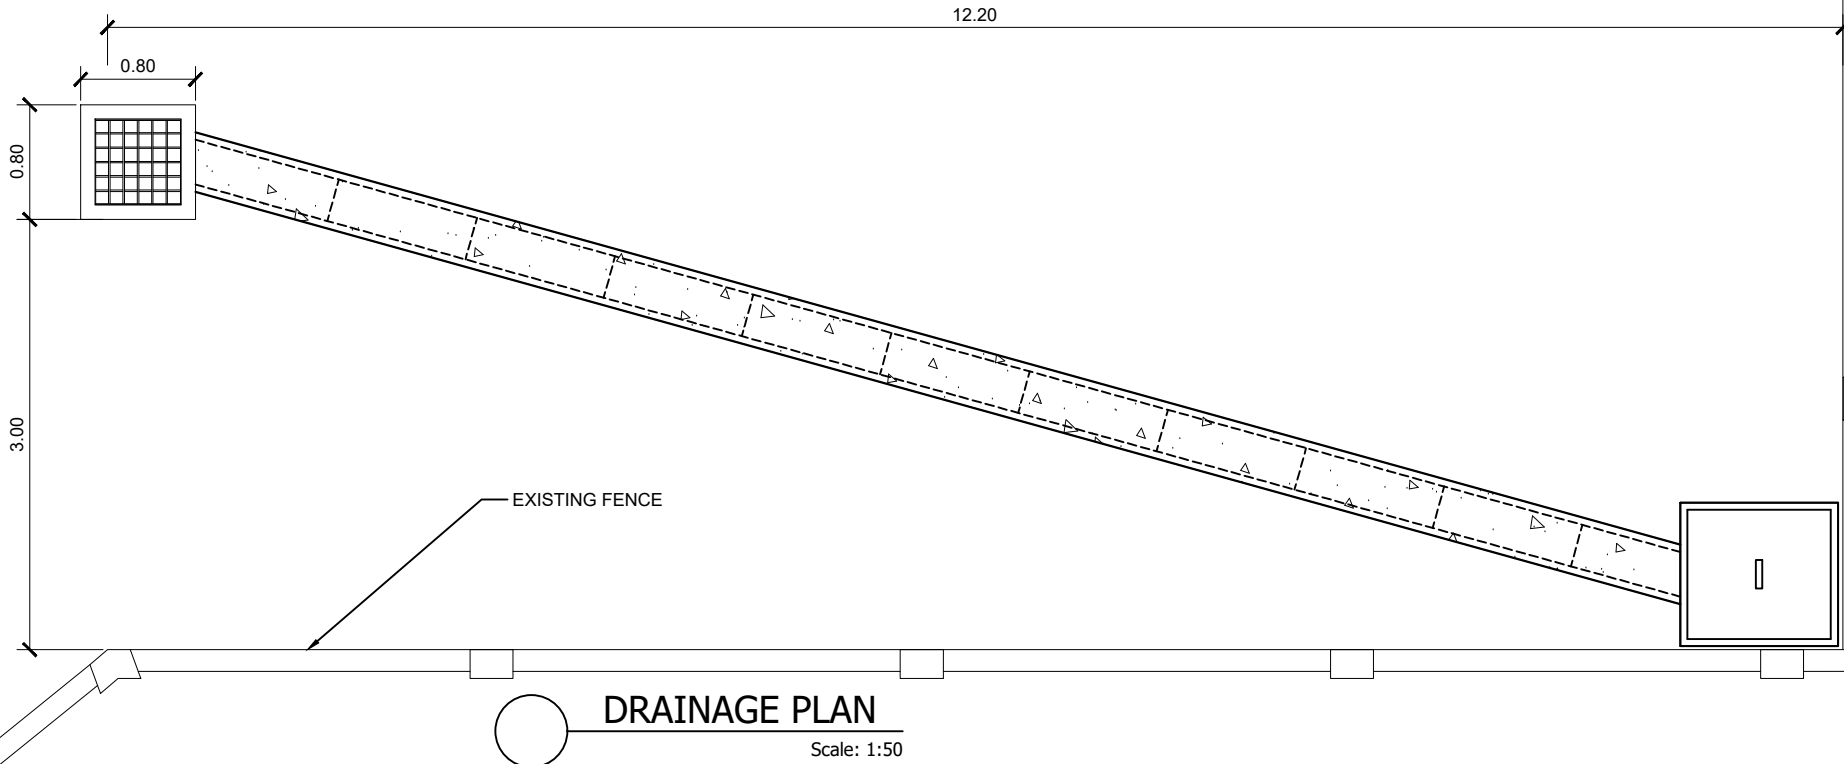 12.20
0.80
0.80
3.00
EXISTING FENCE
DRAINAGE PLAN
Scale: 1:50